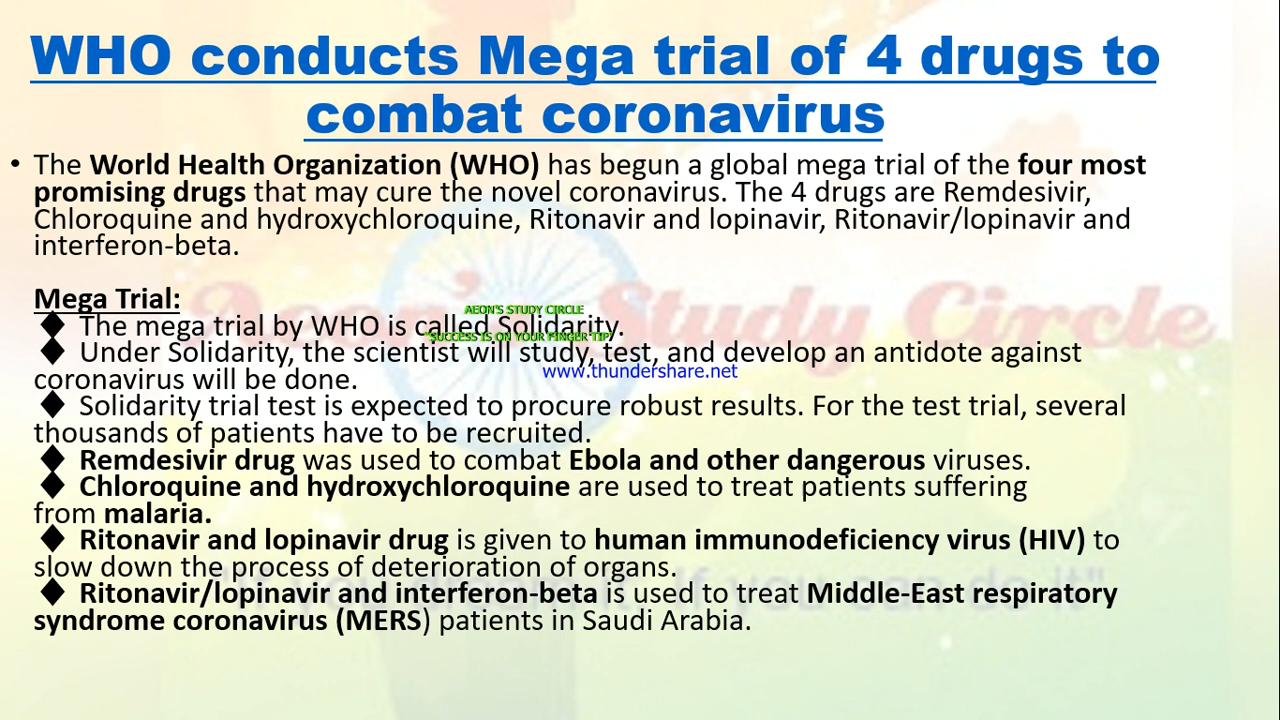 WHO conducts Mega trial of 4 drugs to
combat coronavirus
• The World Health Organization (WHO) has begun a global mega trial of the four most
promising drugs that may cure the novel coronavirus. The 4 drugs are Remdesivir,
Chloroquine and hydroxychloroquine, Ritonavir and lopinavir, Ritonavir/lopinavir and
interferon-beta.
Mega Trial:
Aeon's Study Circle
AEON'S STUDY CIRCLE
♦ The mega trial by WHO is called Solidarity.
"SUCCESS IS ON YOUR FINGER TIP"
♦ Under Solidarity, the scientist will study, test, and develop an antidote against
www.thundershare.net
coronavirus will be done.
♦ Solidarity trial test is expected to procure robust results. For the test trial, several
thousands of patients have to be recruited.
♦ Remdesivir drug was used to combat Ebola and other dangerous viruses.
♦ Chloroquine and hydroxychloroquine are used to treat patients suffering
from malaria.
♦ Ritonavir and lopinavir drug is given to human immunodeficiency virus (HIV) to
slow down the process of deterioration of organs.
♦ Ritonavir/lopinavir and interferon-beta is used to treat Middle-East respiratory
syndrome coronavirus (MERS) patients in Saudi Arabia.